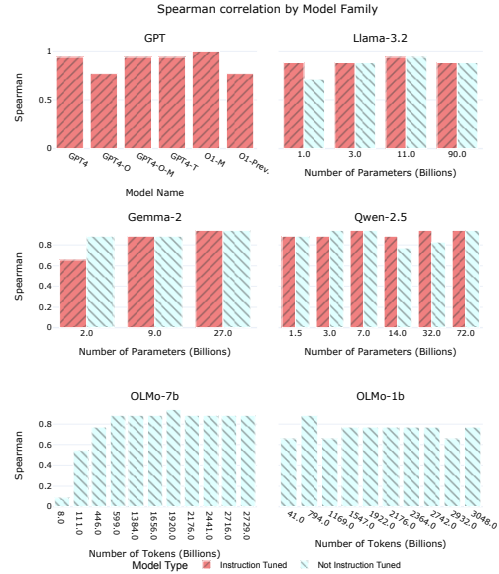 Spearman correlation by Model Family
GPT
Llama-3.2
Spearman
1
0.5
0
GPT4
GPT4-O
GPT4-O-M
GPT4-T
O1-M
O1-Prev.
Model Name
1
0.5
0
1.0
3.0
11.0
90.0
Number of Parameters (Billions)
Gemma-2
Qwen-2.5
Spearman
0.8
0.6
0.4
0.2
0
2.0
9.0
27.0
Number of Parameters (Billions)
1.5
3.0
7.0
14.0
32.0
72.0
Number of Parameters (Billions)
OLMo-7b
OLMo-1b
Spearman
0.8
0.6
0.4
0.2
0
8.0
111.0
446.0
599.0
1384.0
1656.0
1920.0
2176.0
2441.0
2716.0
2729.0
Number of Tokens (Billions)
41.0
794.0
1169.0
1547.0
1922.0
2176.0
2364.0
2742.0
2932.0
3048.0
Number of Tokens (Billions)
Model Type
Instruction Tuned
Not Instruction Tuned